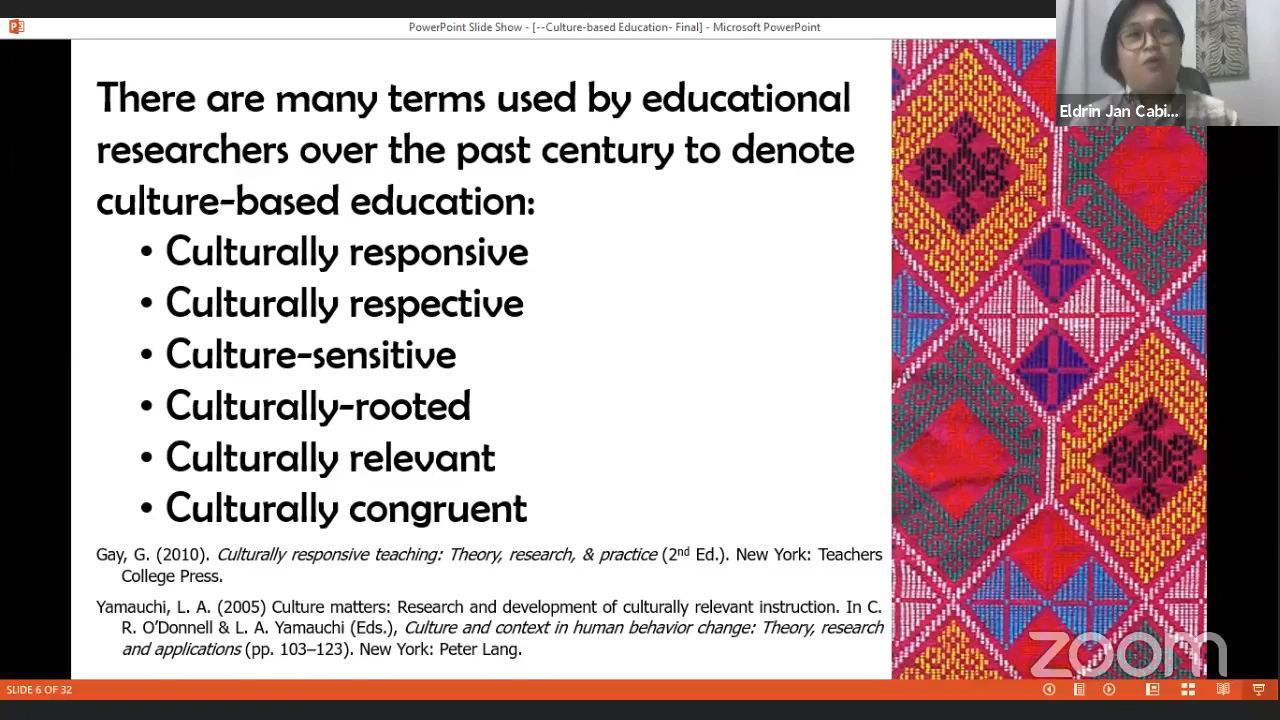 PowerPoint Slide Show - [--Culture-based Education- Final] - Microsoft PowerPoint
Eldrin Jan Cabi...
There are many terms used by educational
researchers over the past century to denote
culture-based education:
• Culturally responsive
• Culturally respective
• Culture-sensitive
• Culturally-rooted
• Culturally relevant
• Culturally congruent
Gay, G. (2010). Culturally responsive teaching: Theory, research, & practice (2nd Ed.). New York: Teachers
College Press.
Yamauchi, L. A. (2005) Culture matters: Research and development of culturally relevant instruction. In C.
R. O’Donnell & L. A. Yamauchi (Eds.), Culture and context in human behavior change: Theory, research
and applications (pp. 103–123). New York: Peter Lang.
zoom
SLIDE 6 OF 32